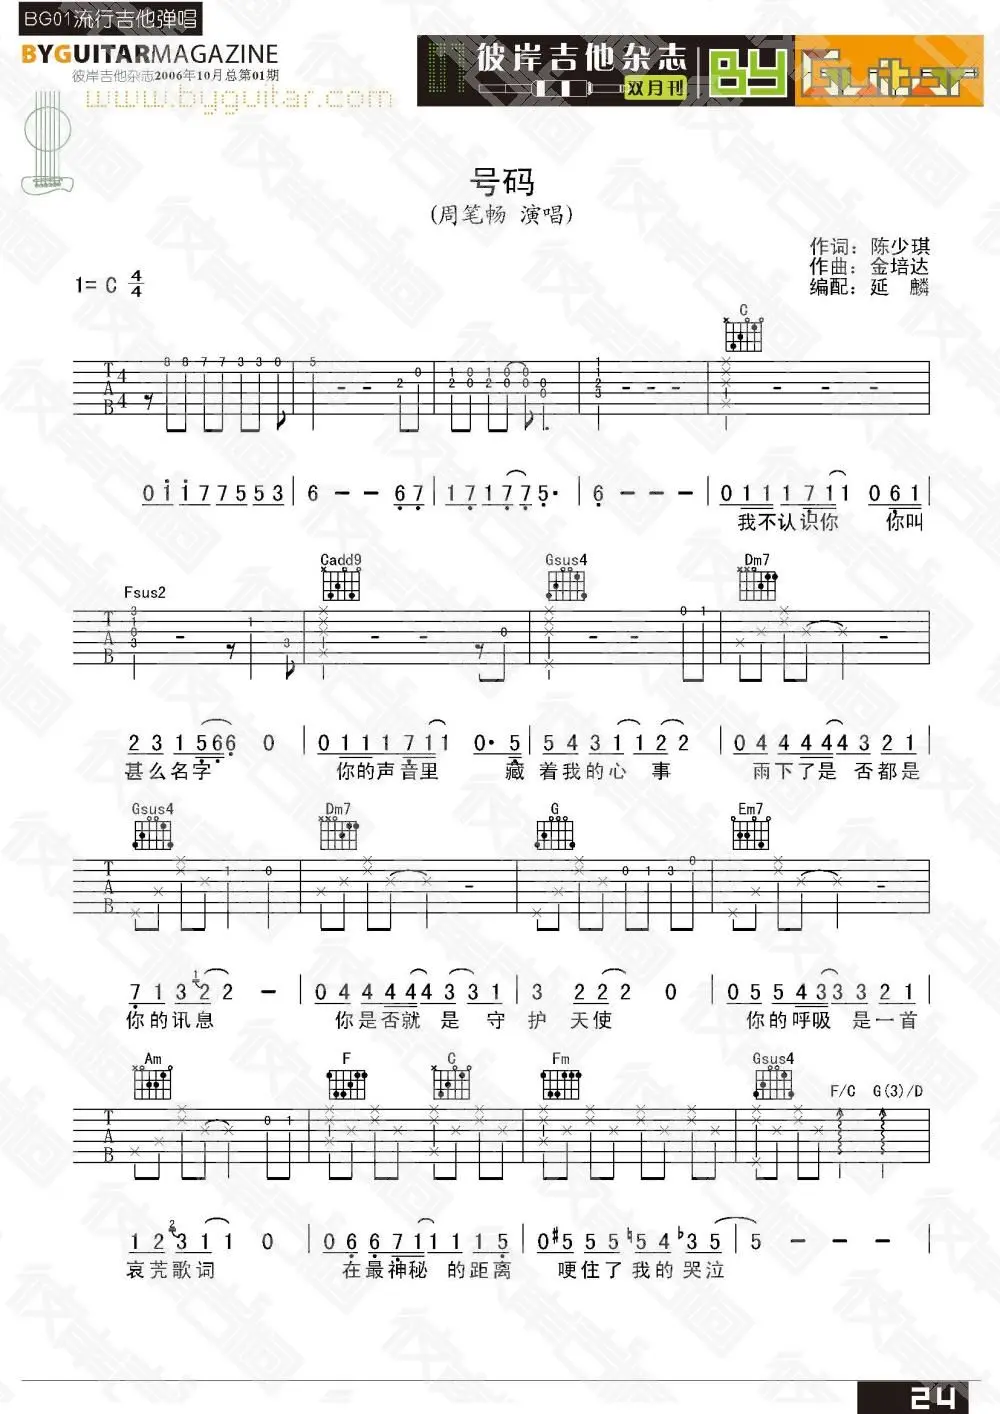 BG01流行吉他弹唱
BYGUITARMAGAZINE
彼岸吉他杂志2006年10月总第01期
www.byguitar.com
彼岸吉他杂志
双月刊
BY Guitar
号码
(周笔畅 演唱)
作词：陈少琪
作曲：金培达
编配：延 麟
1= C 4/4
C
T A B 4 4
8 8 7 7 3 3 0 5 2 0
0 1 1 7 7 5 5 3 | 6 - - 6 7 | 1 7 1 7 7 5· | 6 - - - | 0 1 1 1 7 1 1 0 6 1 |
我不认识你 你叫
Fsus2 Cadd9 Gsus4 Dm7
T A B
2 3 1 5 6 6 0 | 0 1 1 1 7 1 1 0· 5 | 5 4 3 1 1 2 2 | 0 4 4 4 4 4 3 2 1 |
甚么名字 你的声音里 藏 着我的心 事 雨下了是 否都是
Gsus4 Dm7 G Em7
T A B
7 1 3 2 2 - | 0 4 4 4 4 4 3 3 1 | 3 2 2 2 0 | 0 5 5 4 3 3 3 2 1 |
你的讯息 你是否就 是 守 护 天使 你的呼吸 是一首
Am F C Fm Gsus4 F/C G(3)/D
T A B
1 2 3 1 1 0 | 0 6 6 7 1 1 1 1 5 | 0 #5 5 5 ♮5 5 ♭3 5 | 5 - - - |
哀艽歌词 在最神秘 的距离 哽住了我的哭泣
24